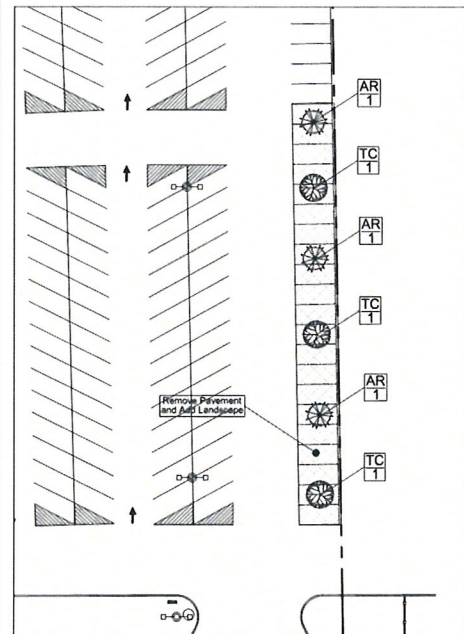 AR
1
TC
1
AR
1
TC
1
Remove Pavement
and Add Landscape
AR
1
TC
1